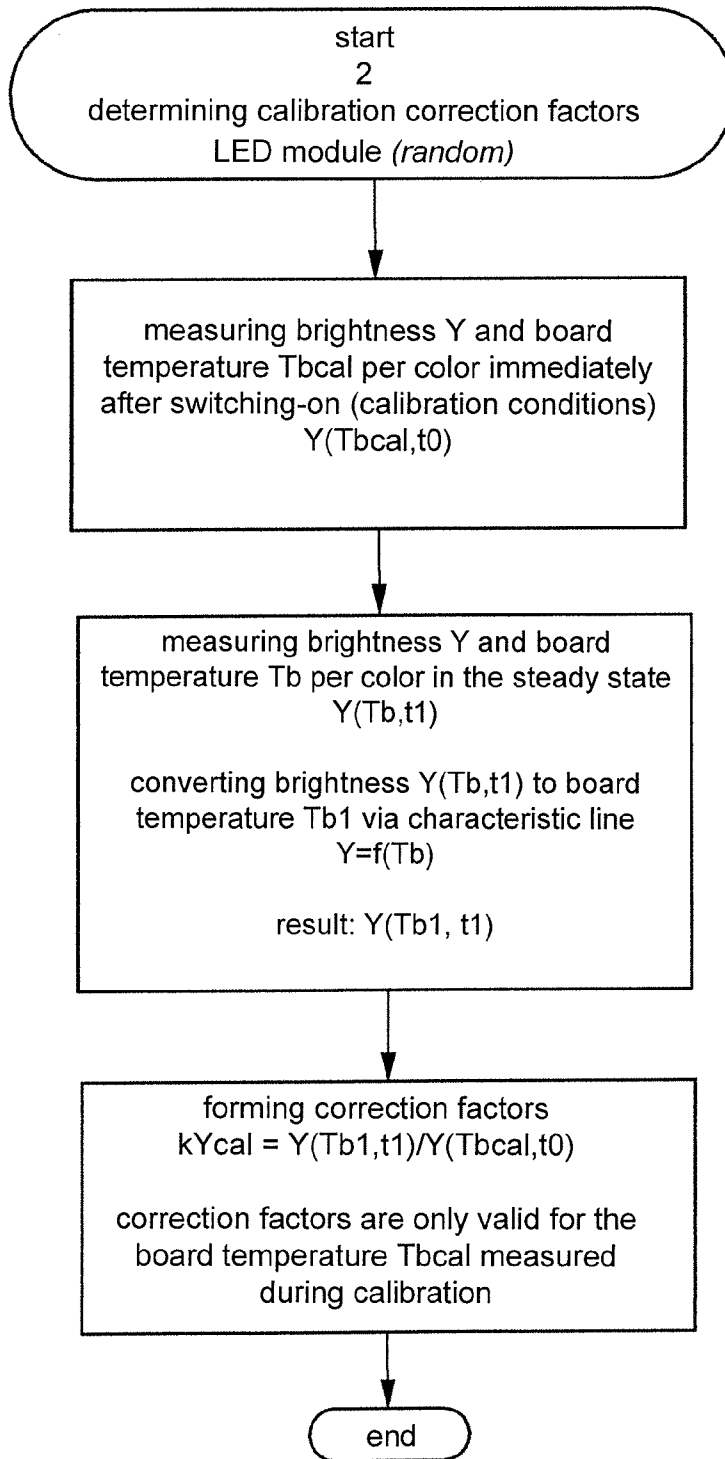 start
2
determining calibration correction factors
LED module (random)
measuring brightness Y and board
temperature Tbcal per color immediately
after switching-on (calibration conditions)
Y(Tbcal,t0)
measuring brightness Y and board
temperature Tb per color in the steady state
Y(Tb,t1)
converting brightness Y(Tb,t1) to board
temperature Tb1 via characteristic line
Y=f(Tb)
result: Y(Tb1, t1)
forming correction factors
kYcal = Y(Tb1,t1)/Y(Tbcal,t0)
correction factors are only valid for the
board temperature Tbcal measured
during calibration
end